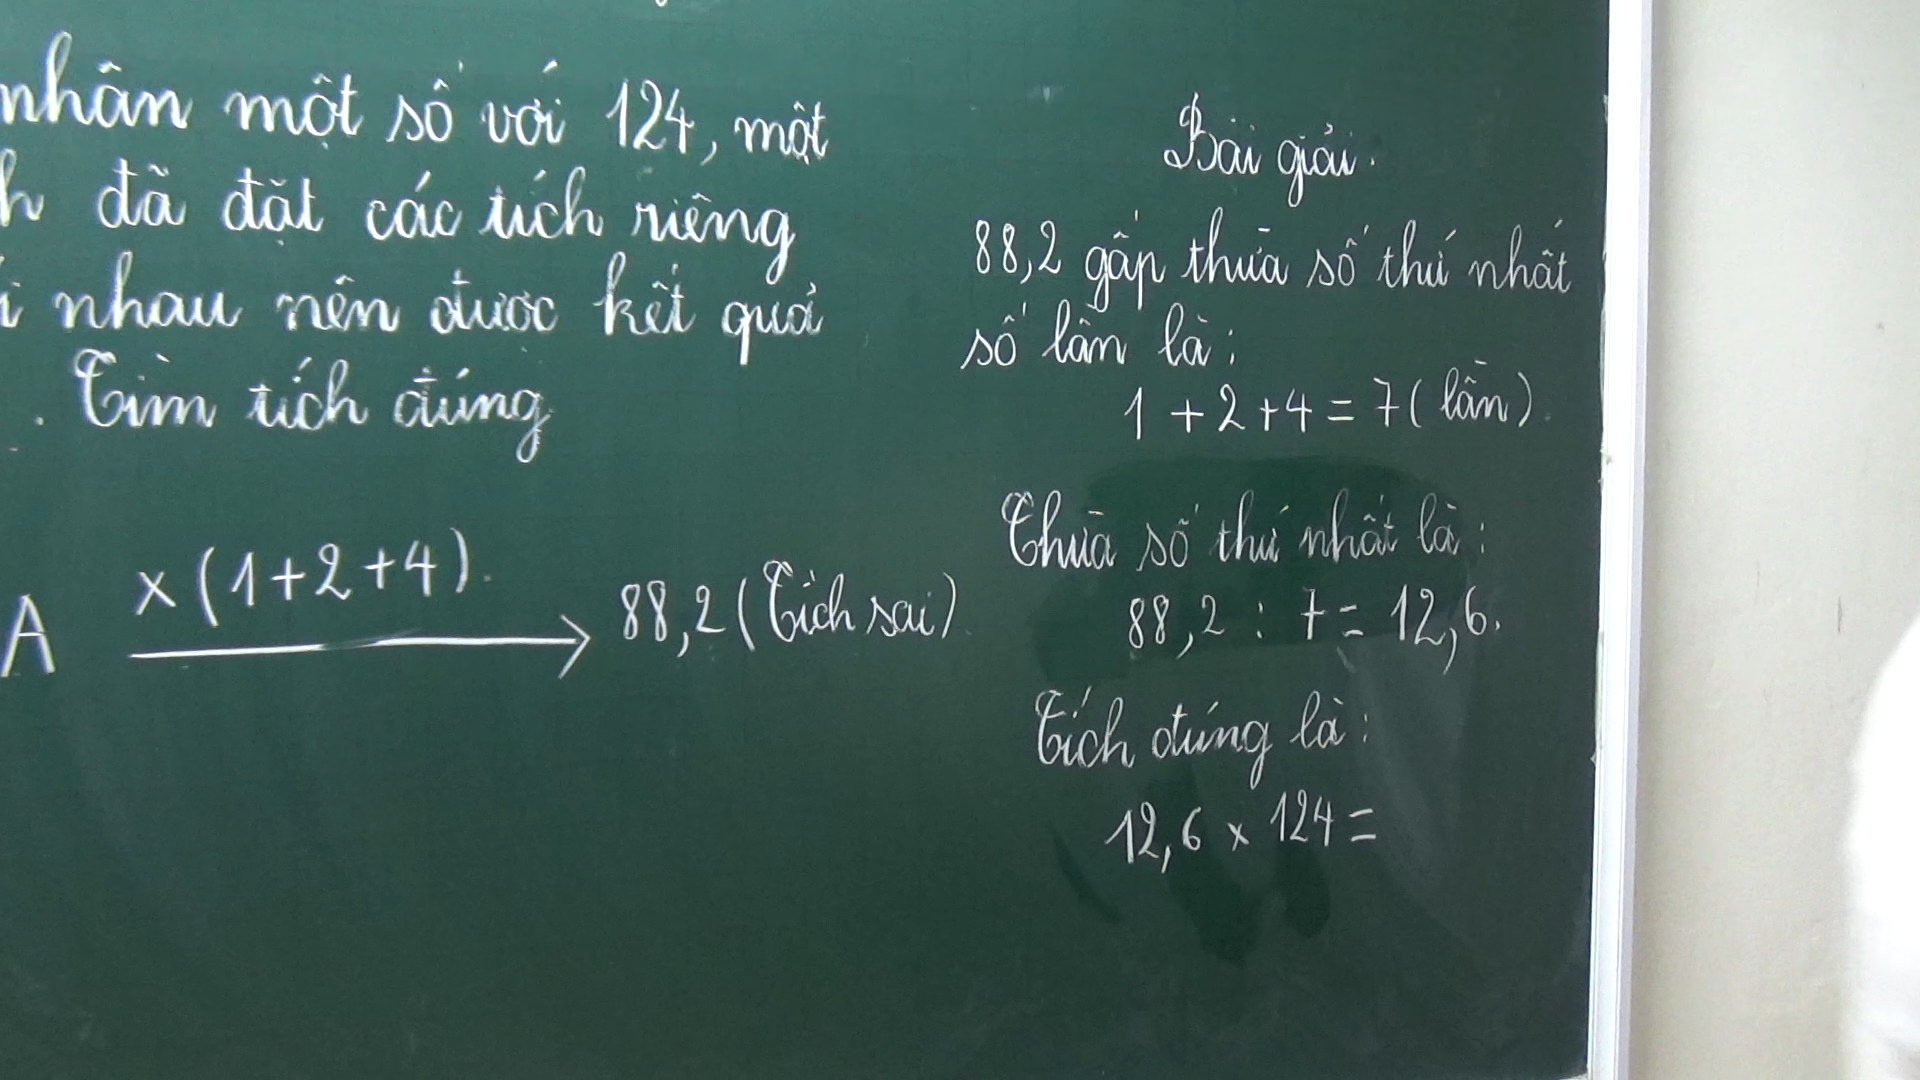 nhân một số với 124, một
h đã đặt các tích riêng
i nhau nên được kết quả
. Tìm tích đúng
A x (1+2+4). 88,2 (Tích sai)
Bài giải.
88,2 gấp thừa số thứ nhất
số lần là:
1 + 2 + 4 = 7 (lần).
Thừa số thứ nhất là:
88,2 : 7 = 12,6.
Tích đúng là:
12,6 x 124 =